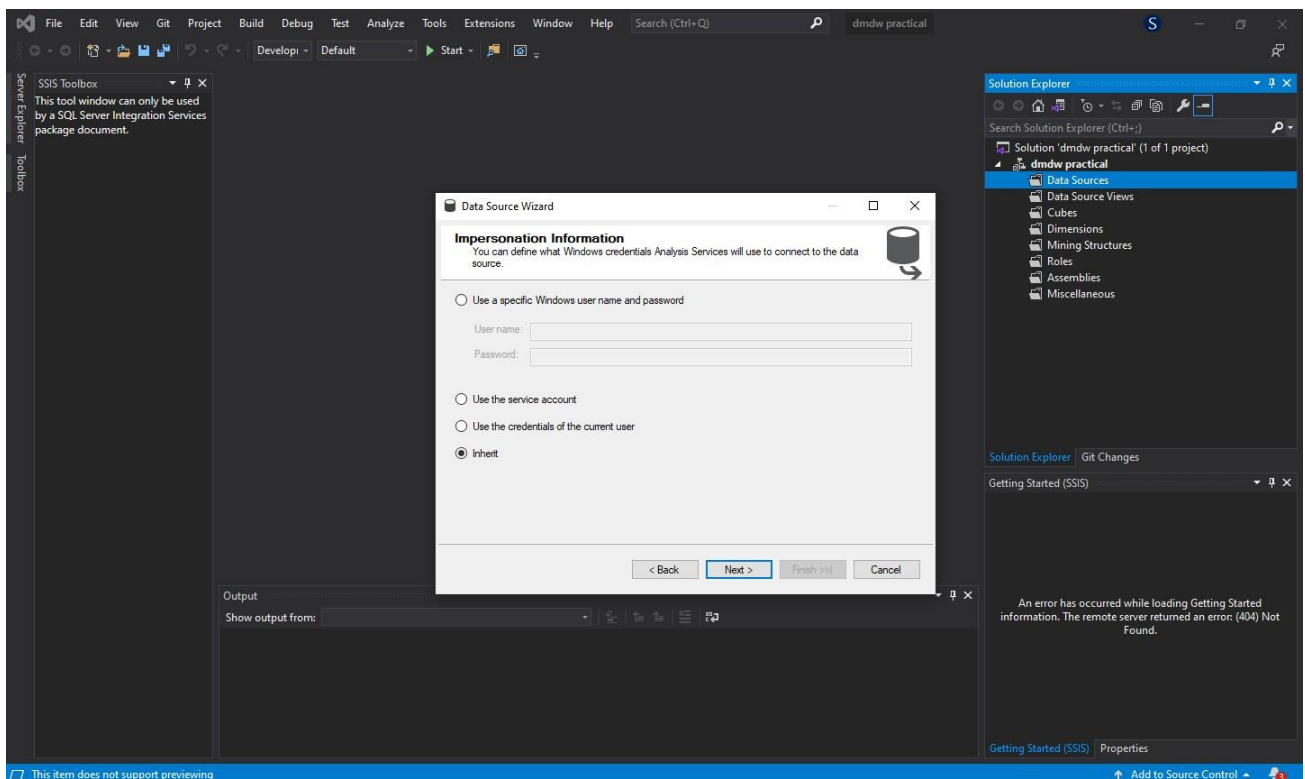 File Edit View Git Project Build Debug Test Analyze Tools Extensions Window Help Search (Ctrl+Q) dmdw practical S
Developi Default Start
Server Explorer
Toolbox
SSIS Toolbox
This tool window can only be used
by a SQL Server Integration Services
package document.
Data Source Wizard
Impersonation Information
You can define what Windows credentials Analysis Services will use to connect to the data
source.
Use a specific Windows user name and password
User name:
Password:
Use the service account
Use the credentials of the current user
Inherit
< Back Next > Finish >>| Cancel
Output
Show output from:
Solution Explorer
Search Solution Explorer (Ctrl+;)
Solution 'dmdw practical' (1 of 1 project)
dmdw practical
Data Sources
Data Source Views
Cubes
Dimensions
Mining Structures
Roles
Assemblies
Miscellaneous
Solution Explorer Git Changes
Getting Started (SSIS)
An error has occurred while loading Getting Started
information. The remote server returned an error: (404) Not
Found.
Getting Started (SSIS) Properties
This item does not support previewing
Add to Source Control 3